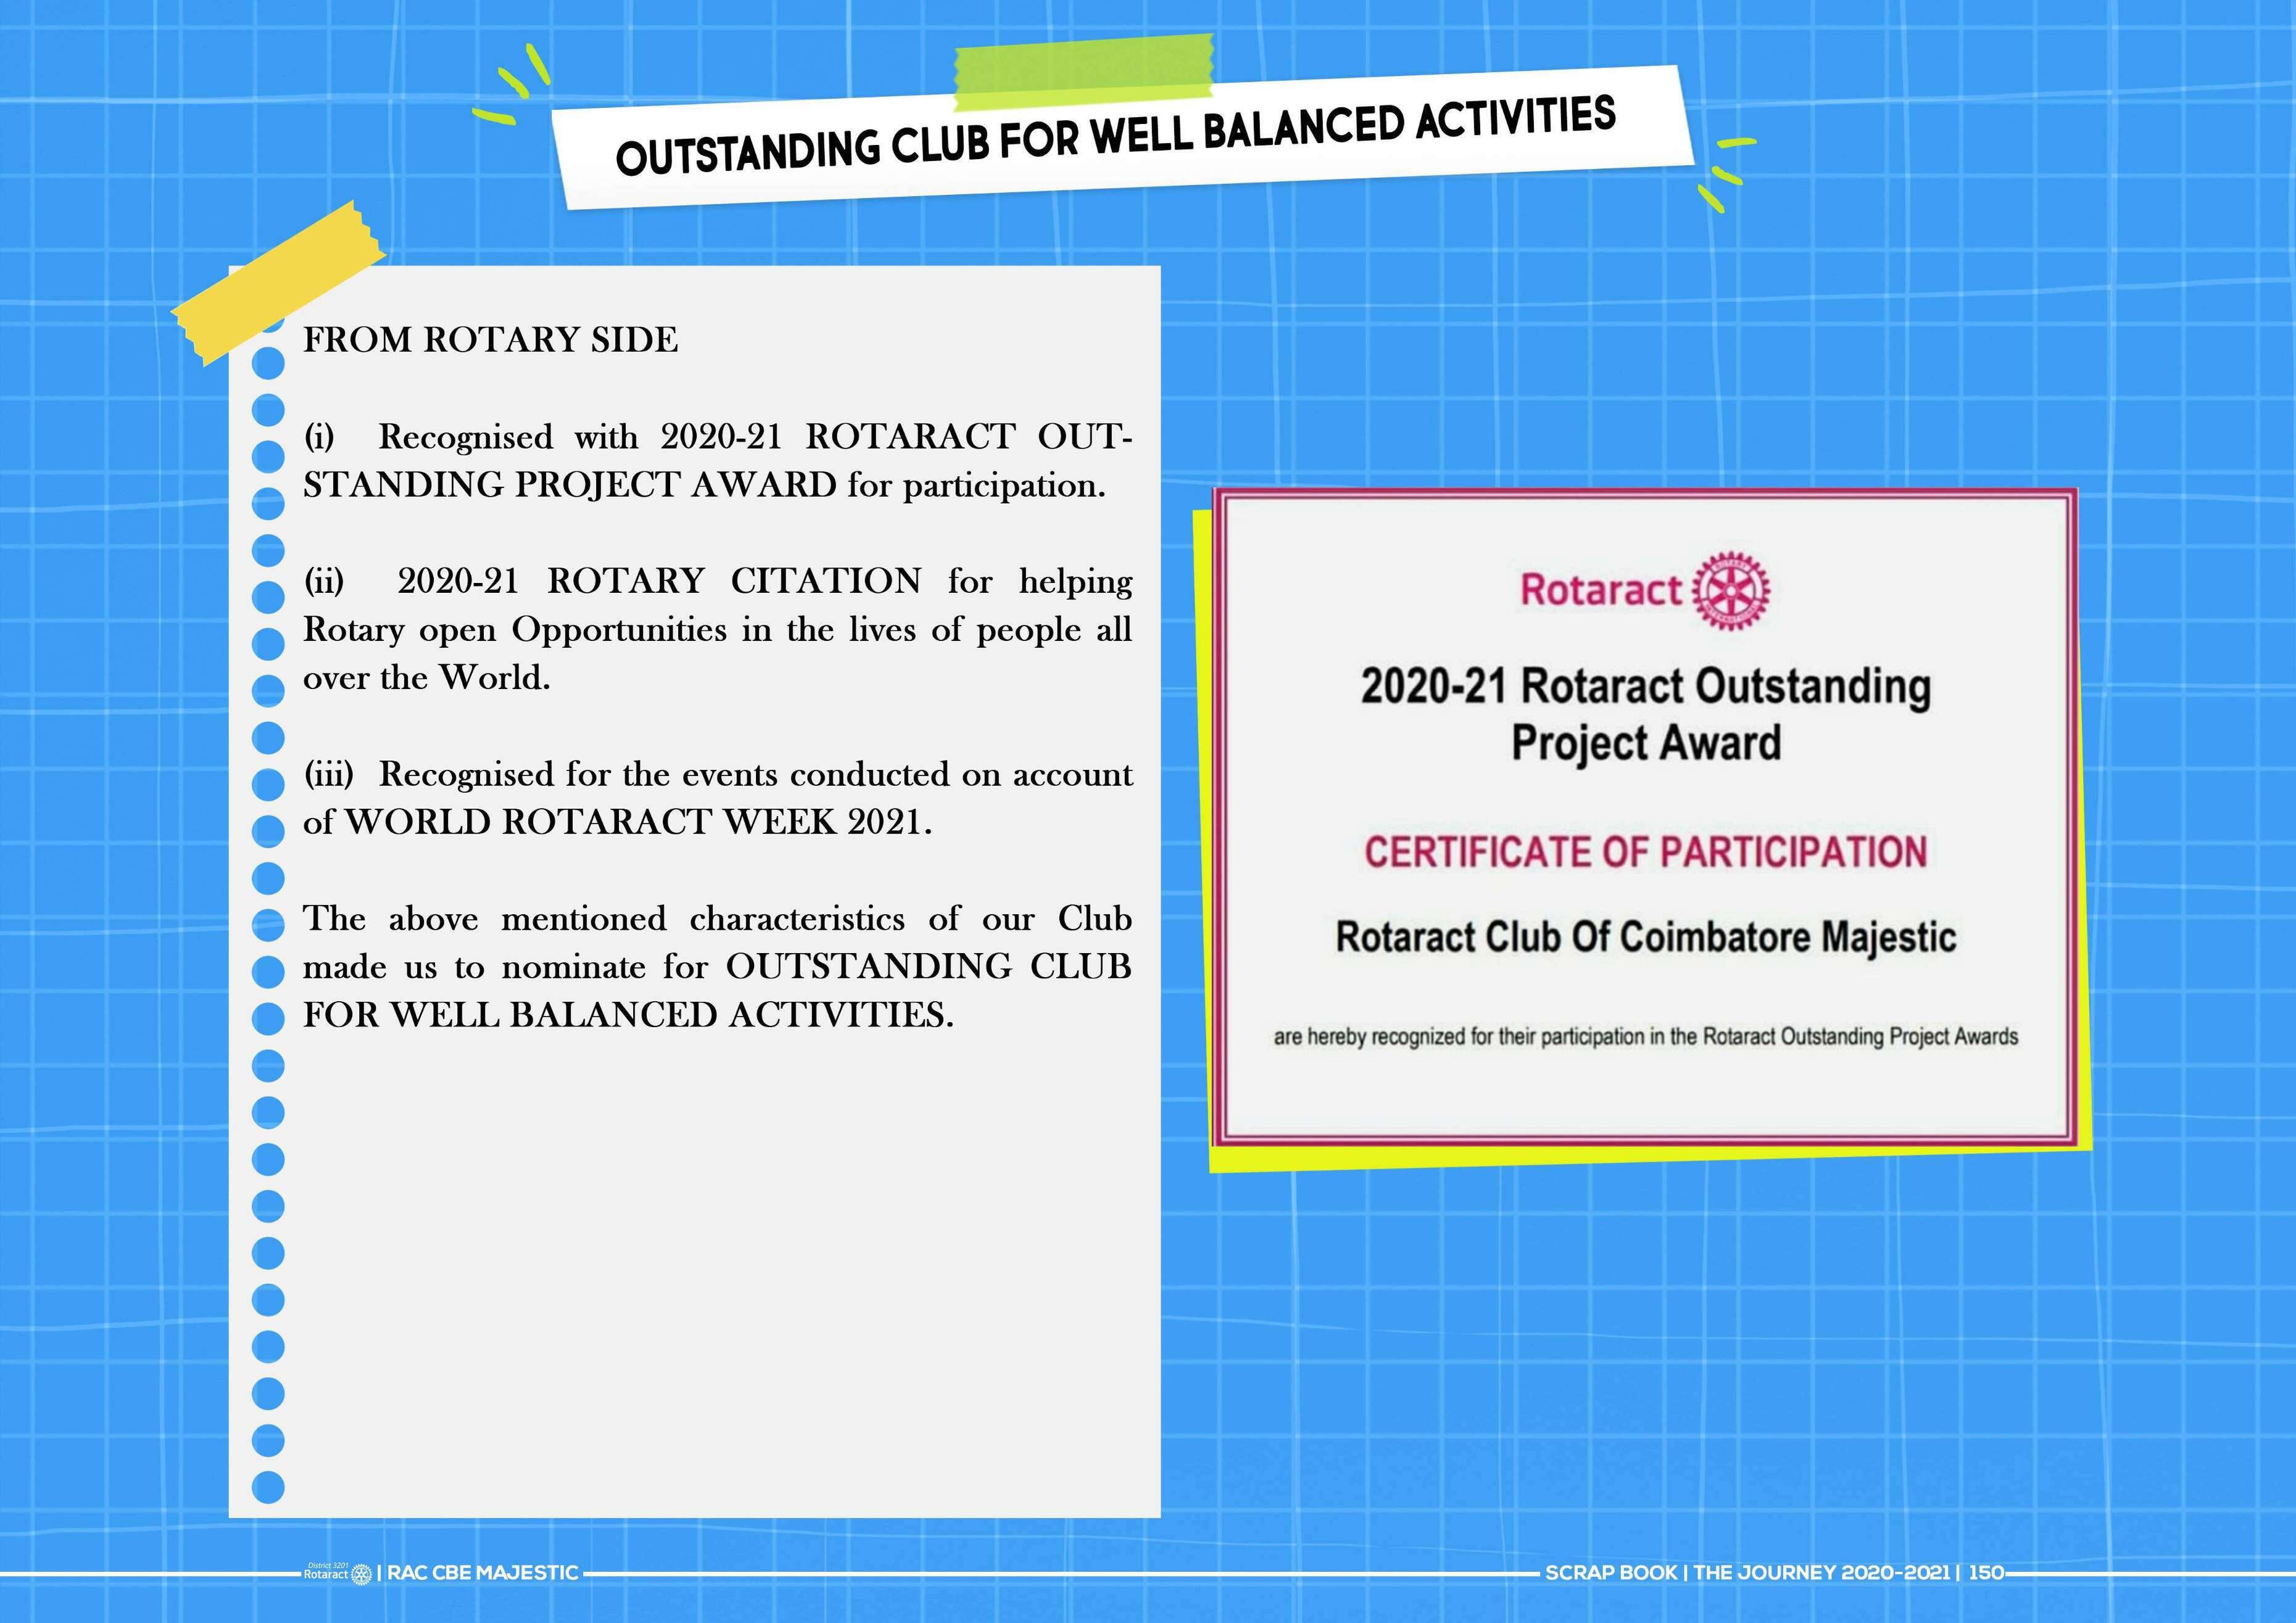 OUTSTANDING CLUB FOR WELL BALANCED ACTIVITIES
FROM ROTARY SIDE
(i) Recognised with 2020-21 ROTARACT OUT-
STANDING PROJECT AWARD for participation.
(ii) 2020-21 ROTARY CITATION for helping
Rotary open Opportunities in the lives of people all
over the World.
(iii) Recognised for the events conducted on account
of WORLD ROTARACT WEEK 2021.
The above mentioned characteristics of our Club
made us to nominate for OUTSTANDING CLUB
FOR WELL BALANCED ACTIVITIES.
Rotaract
ROTARY INTERNATIONAL
2020-21 Rotaract Outstanding
Project Award
CERTIFICATE OF PARTICIPATION
Rotaract Club Of Coimbatore Majestic
are hereby recognized for their participation in the Rotaract Outstanding Project Awards
District 3201
Rotaract | RAC CBE MAJESTIC
SCRAP BOOK | THE JOURNEY 2020-2021 | 150